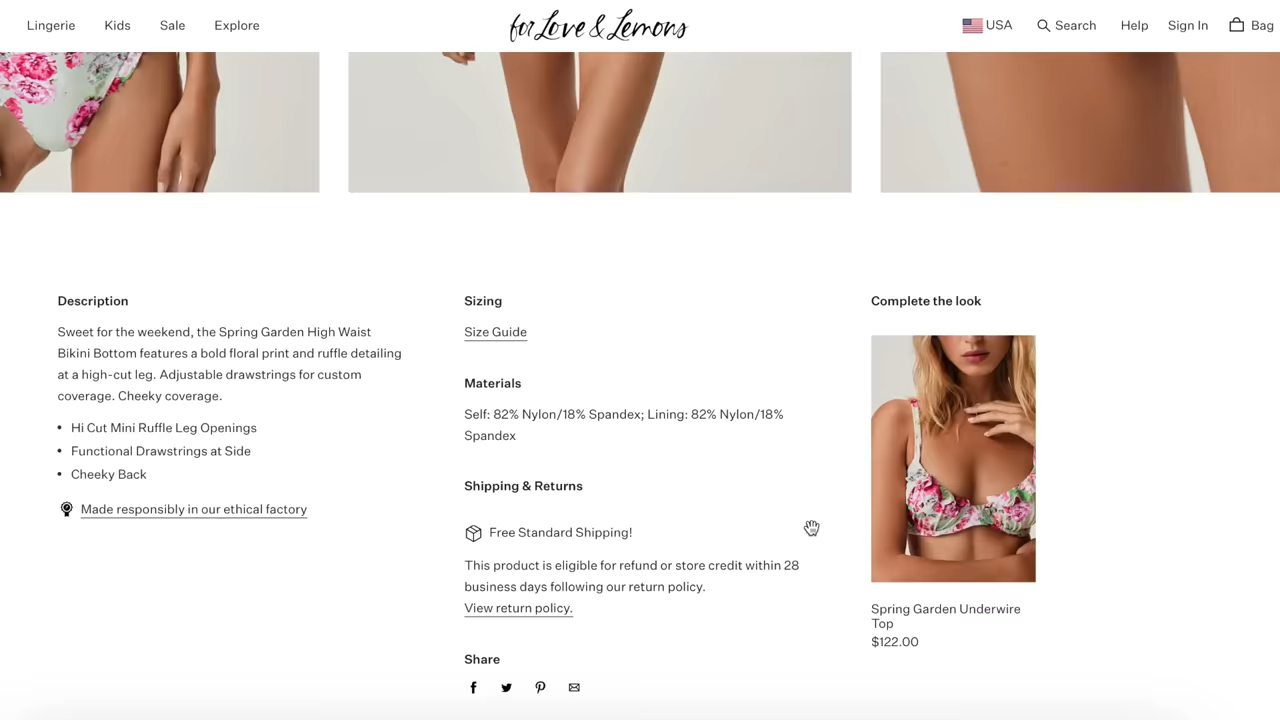 Lingerie Kids Sale Explore for Love & Lemons USA Search Help Sign In Bag
Description
Sweet for the weekend, the Spring Garden High Waist
Bikini Bottom features a bold floral print and ruffle detailing
at a high-cut leg. Adjustable drawstrings for custom
coverage. Cheeky coverage.
• Hi Cut Mini Ruffle Leg Openings
• Functional Drawstrings at Side
• Cheeky Back
Made responsibly in our ethical factory
Sizing
Size Guide
Materials
Self: 82% Nylon/18% Spandex; Lining: 82% Nylon/18%
Spandex
Shipping & Returns
Free Standard Shipping!
This product is eligible for refund or store credit within 28
business days following our return policy.
View return policy.
Share
Complete the look
Spring Garden Underwire
Top
$122.00